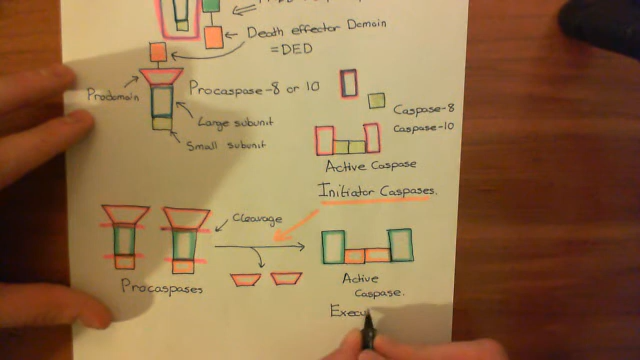 Death effector Domain
= DED
Prodomain
Procaspase-8 or 10
Large subunit
Small subunit
Caspase-8
Caspase-10
Active Caspase
Initiator Caspases.
Cleavage
Procaspases
Active
Caspase.
Execu